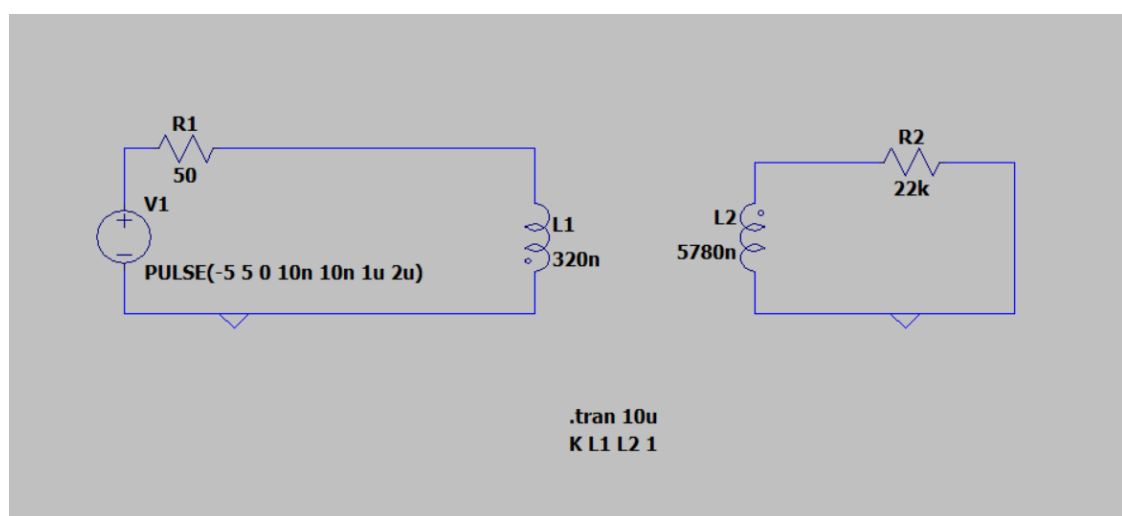 R1
50
V1
PULSE(-5 5 0 10n 10n 1u 2u)
L1
320n
L2
5780n
R2
22k
.tran 10u
K L1 L2 1